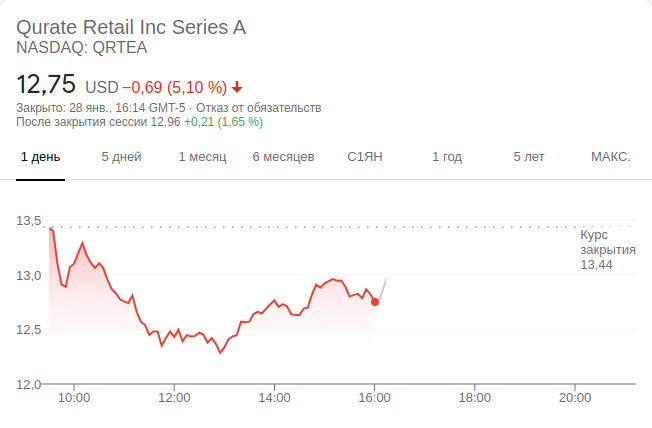 Qurate Retail Inc Series A
NASDAQ: QRTEA
12,75 USD −0,69 (5,10 %)
Закрыто: 28 янв., 16:14 GMT-5 · Отказ от обязательств
После закрытия сессии 12,96 +0,21 (1,65 %)
1 день 5 дней 1 месяц 6 месяцев С1ЯН 1 год 5 лет МАКС.
13,5
Курс
закрытия
13,44
13,0
12,5
12,0
10:00 12:00 14:00 16:00 18:00 20:00